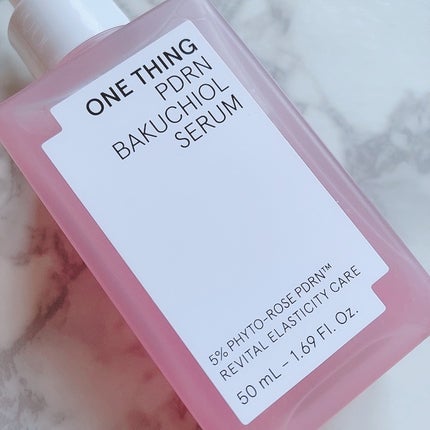 ONE THING
PDRN
BAKUCHIOL
SERUM
5% PHYTO-ROSE PDRN™
REVITAL ELASTICITY CARE
50 mL - 1.69 Fl. Oz.